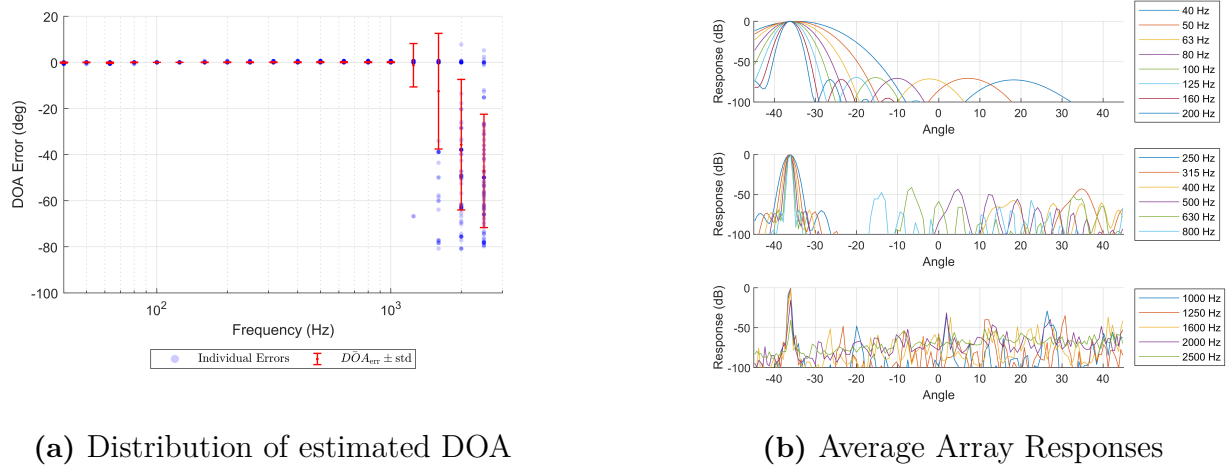 20
0
-20
-40
-60
-80
-100
DOA Error (deg)
10²
10³
Frequency (Hz)
Individual Errors
DŌA_err ± std
(a) Distribution of estimated DOA
0
-50
-100
Response (dB)
-40 -30 -20 -10 0 10 20 30 40
Angle
40 Hz
50 Hz
63 Hz
80 Hz
100 Hz
125 Hz
160 Hz
200 Hz
0
-50
-100
Response (dB)
-40 -30 -20 -10 0 10 20 30 40
Angle
250 Hz
315 Hz
400 Hz
500 Hz
630 Hz
800 Hz
0
-50
-100
Response (dB)
-40 -30 -20 -10 0 10 20 30 40
Angle
1000 Hz
1250 Hz
1600 Hz
2000 Hz
2500 Hz
(b) Average Array Responses